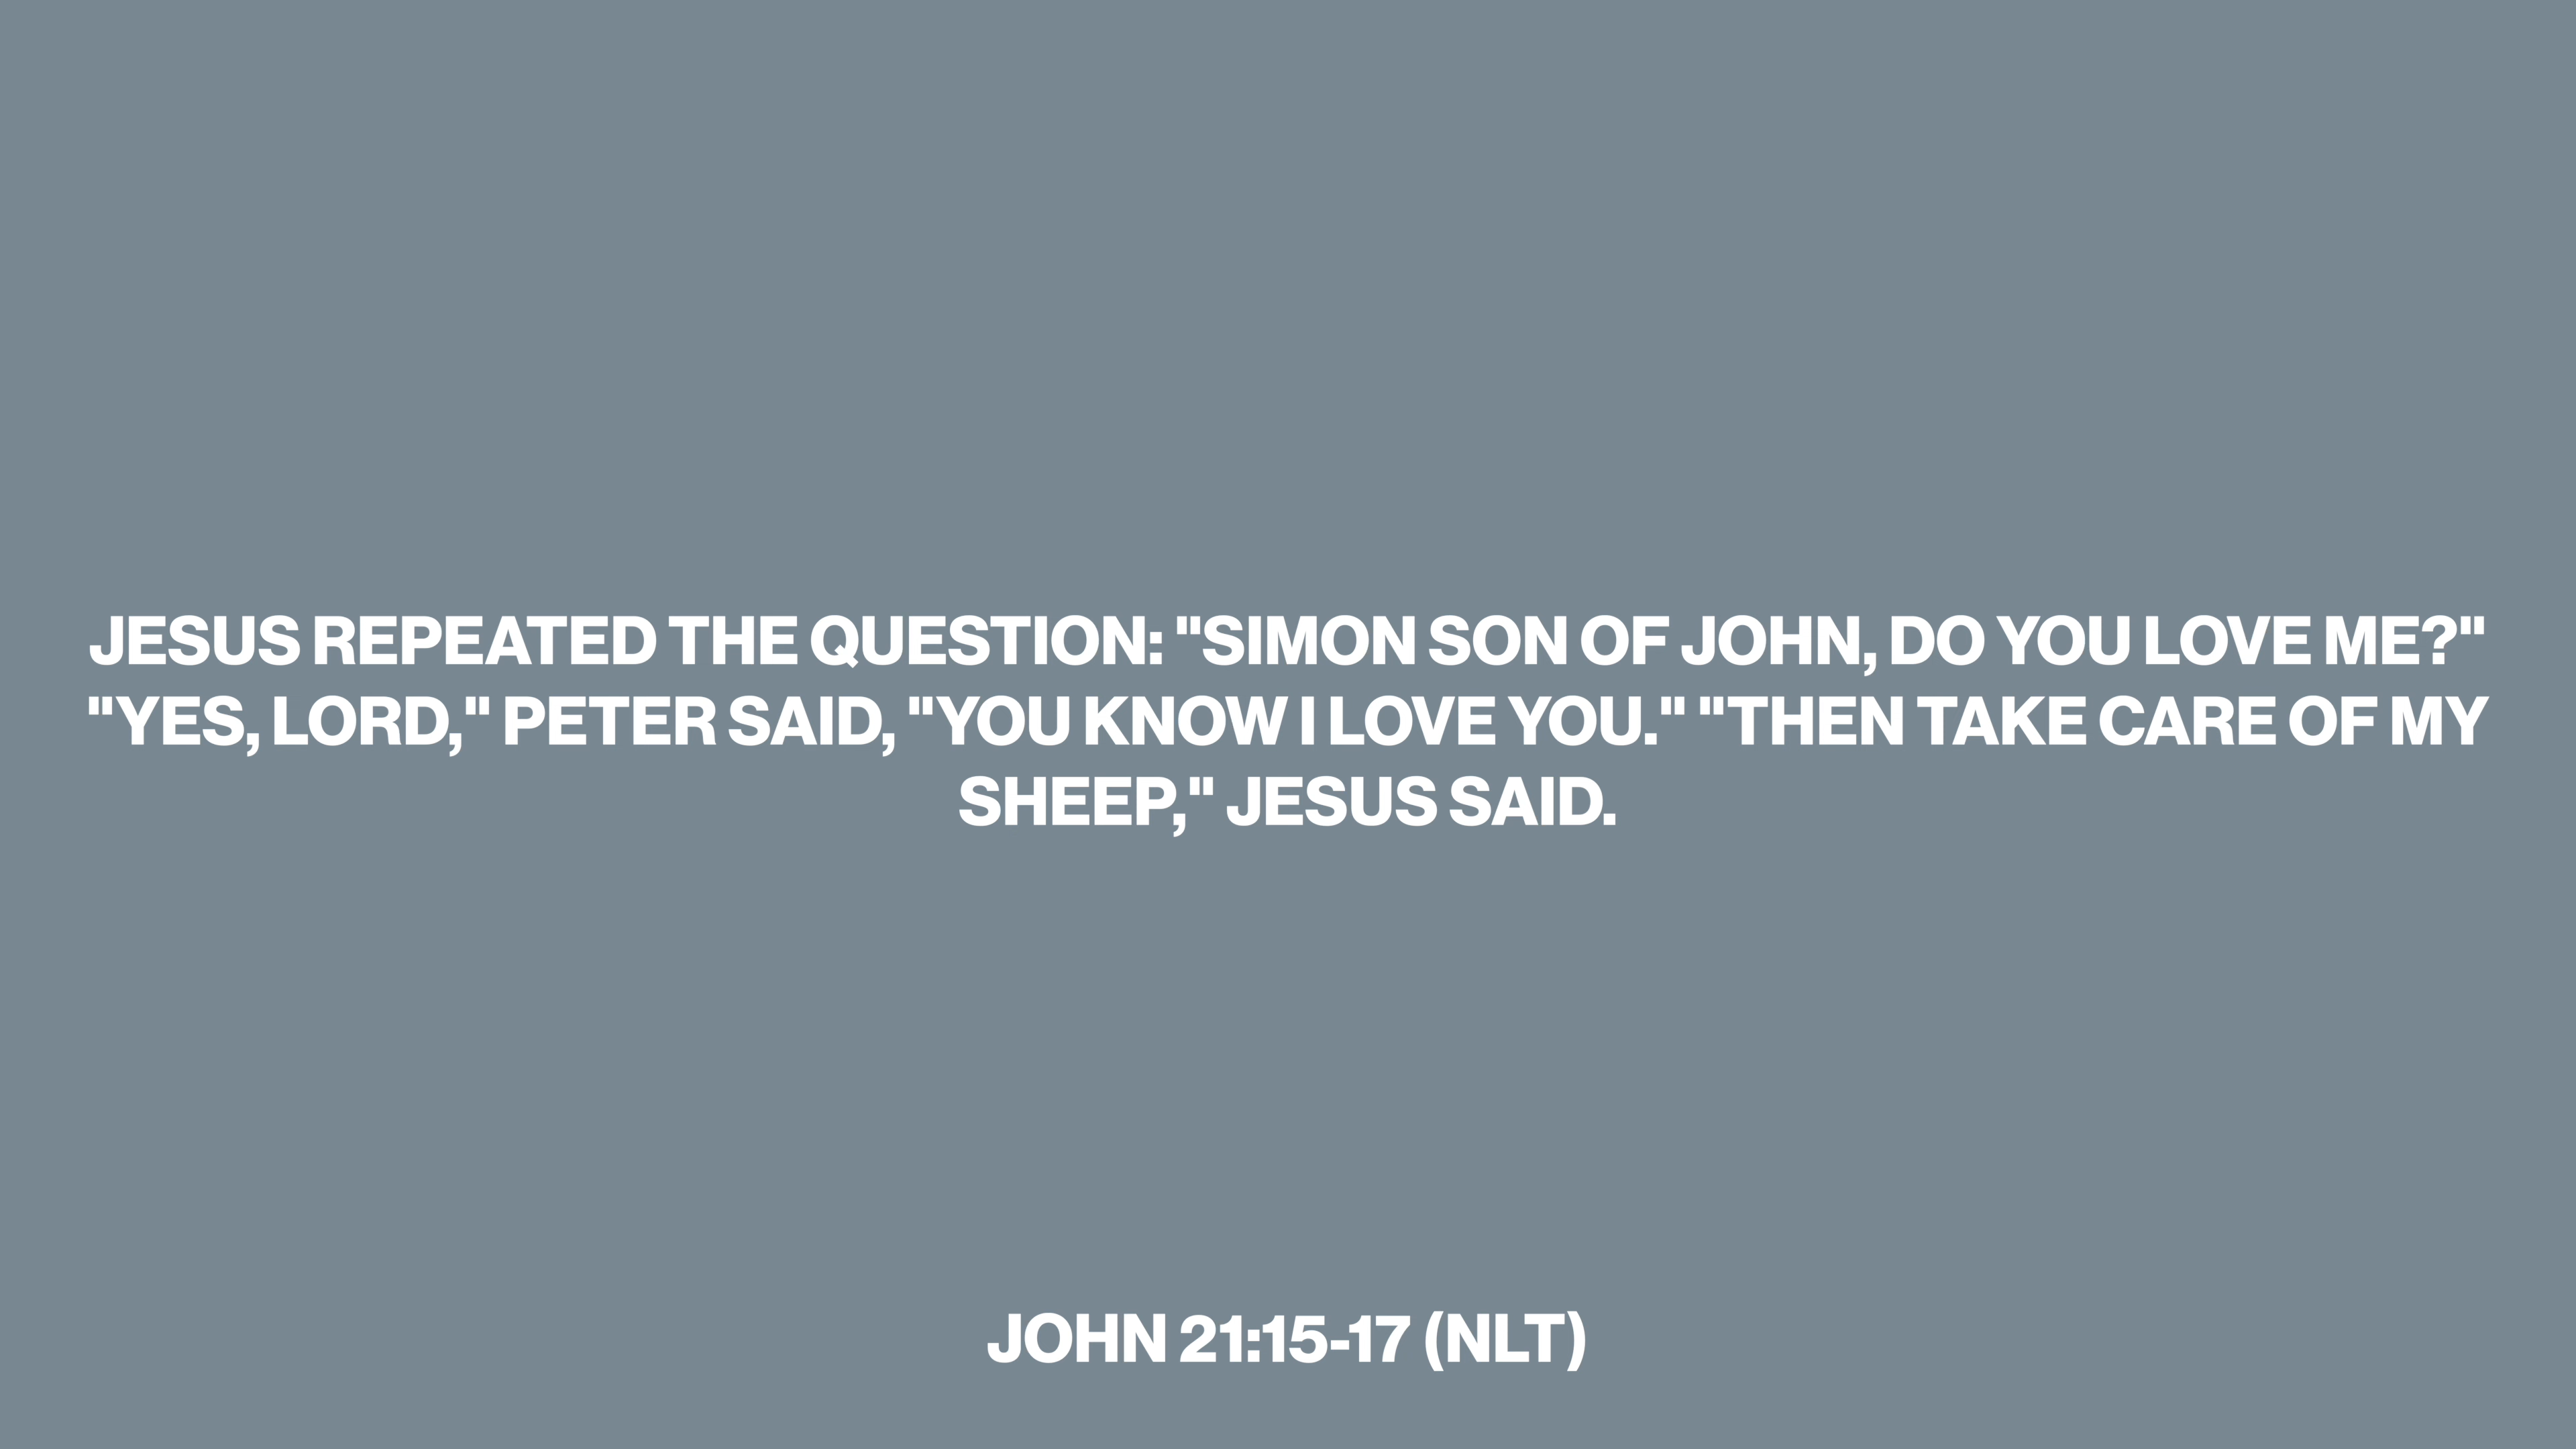 JESUS REPEATED THE QUESTION: "SIMON SON OF JOHN, DO YOU LOVE ME?"
"YES, LORD," PETER SAID, "YOU KNOW I LOVE YOU." "THEN TAKE CARE OF MY
SHEEP," JESUS SAID.
JOHN 21:15-17 (NLT)